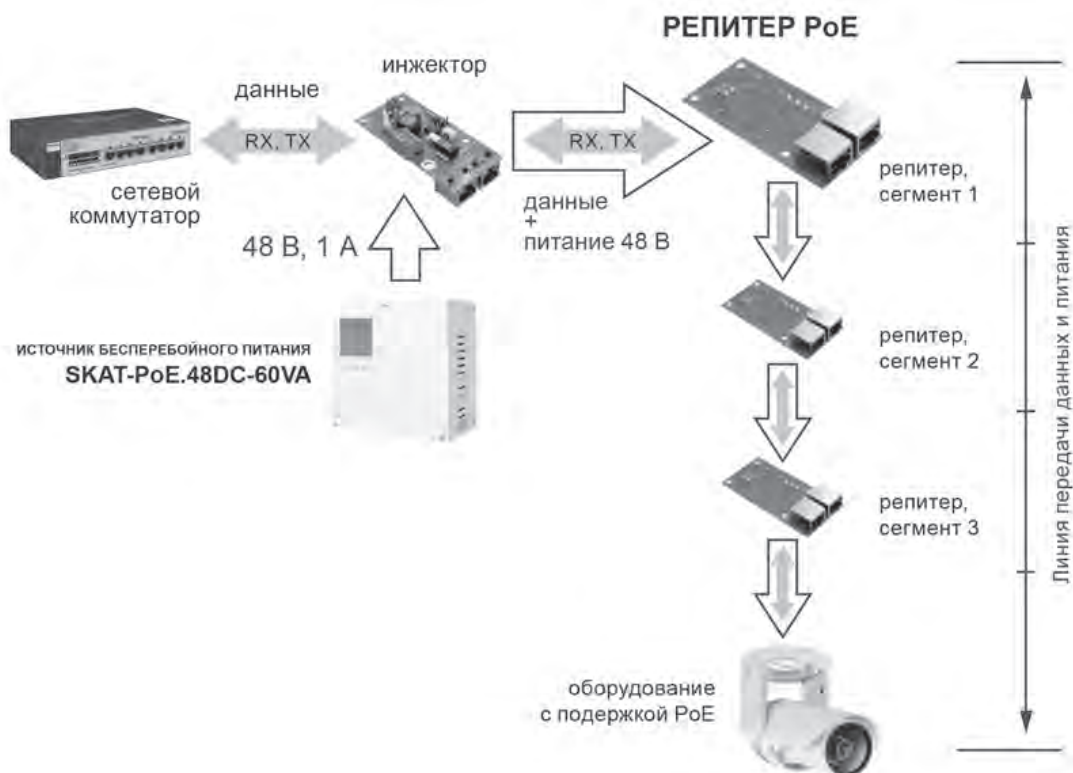 РЕПИТЕР PoE
инжектор
данные
RX, TX
RX, TX
сетевой
коммутатор
данные
+
питание 48 В
48 В, 1 А
репитер,
сегмент 1
ИСТОЧНИК БЕСПЕРЕБОЙНОГО ПИТАНИЯ
SKAT-PoE.48DC-60VA
репитер,
сегмент 2
репитер,
сегмент 3
Линия передачи данных и питания
оборудование
с подержкой PoE